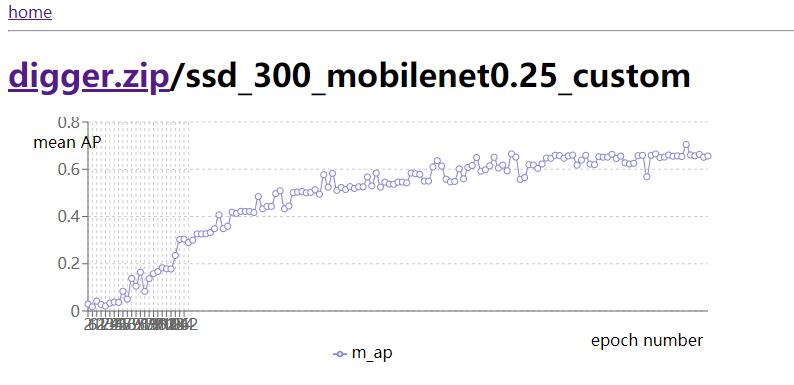 home
digger.zip/ssd_300_mobilenet0.25_custom
0.8
mean AP
0.6
0.4
0.2
0
epoch number
m_ap